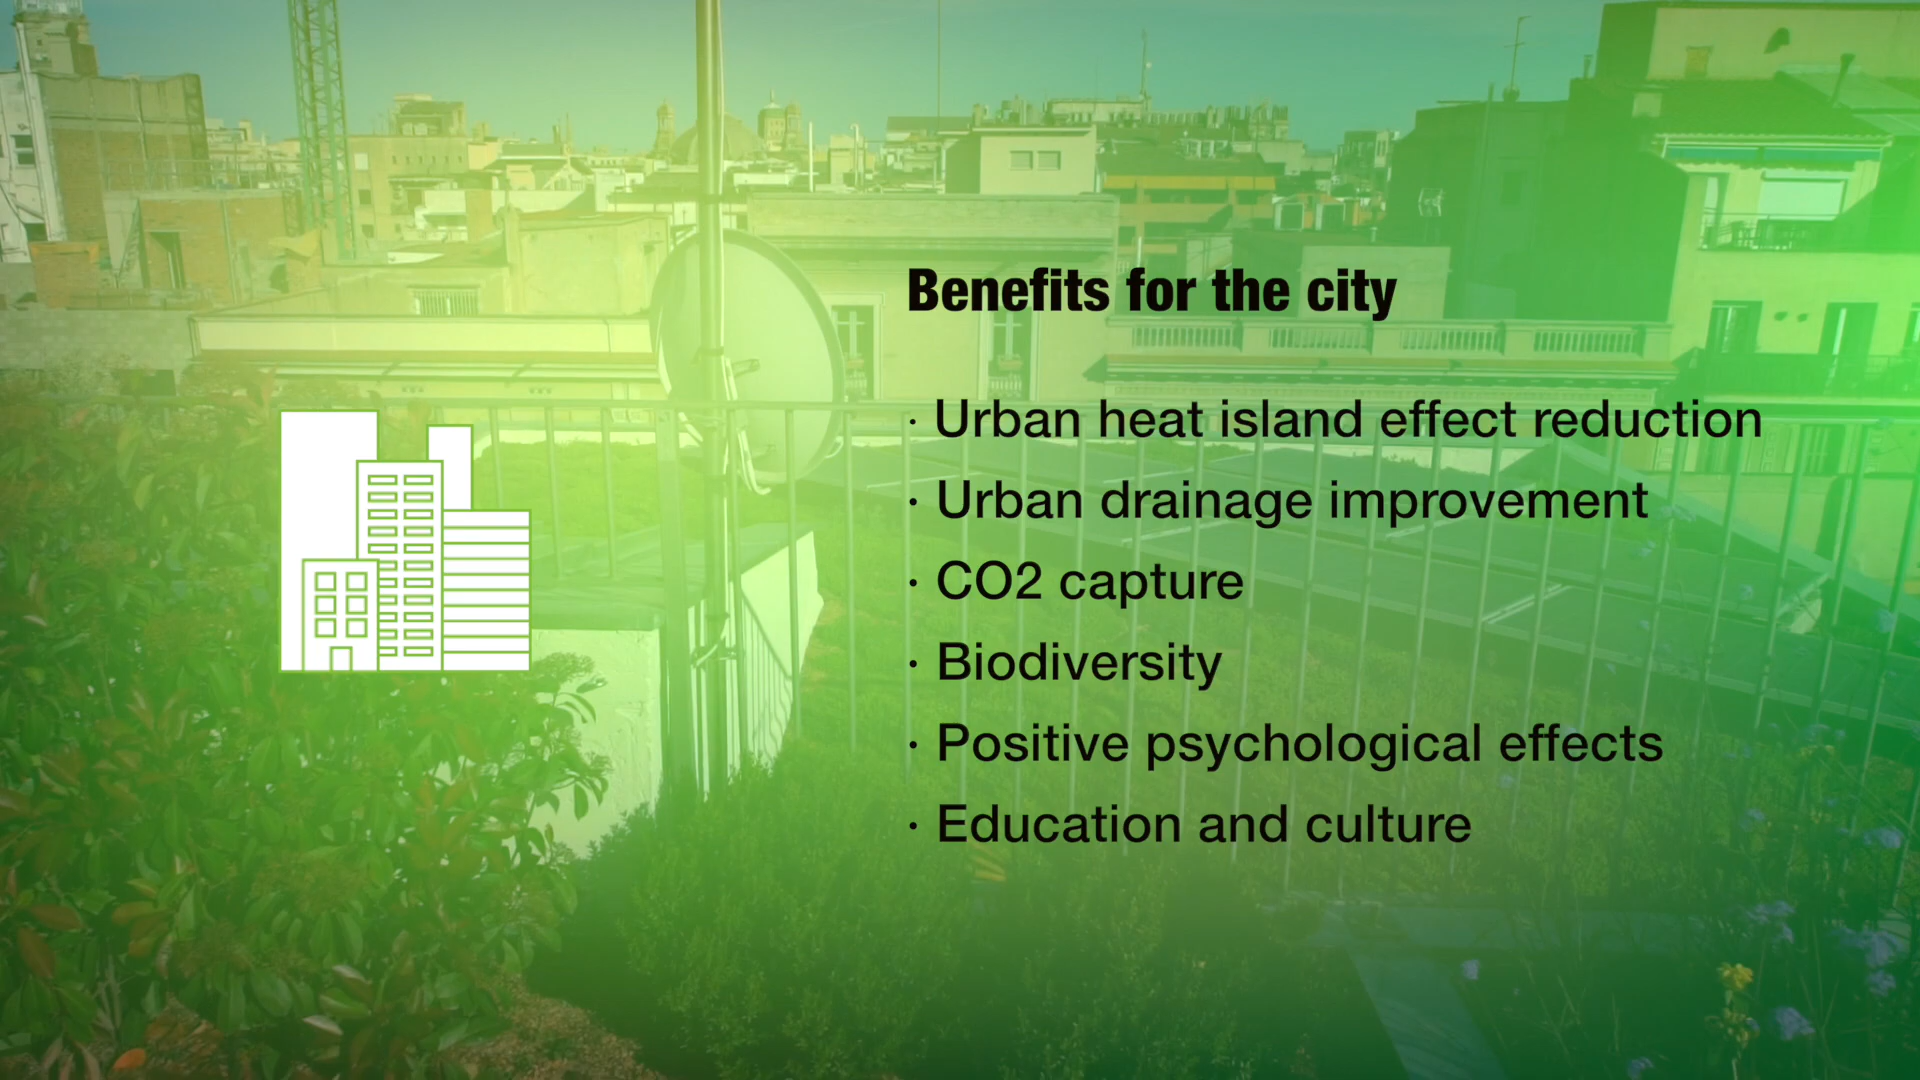 Benefits for the city
· Urban heat island effect reduction
· Urban drainage improvement
· CO2 capture
· Biodiversity
· Positive psychological effects
· Education and culture